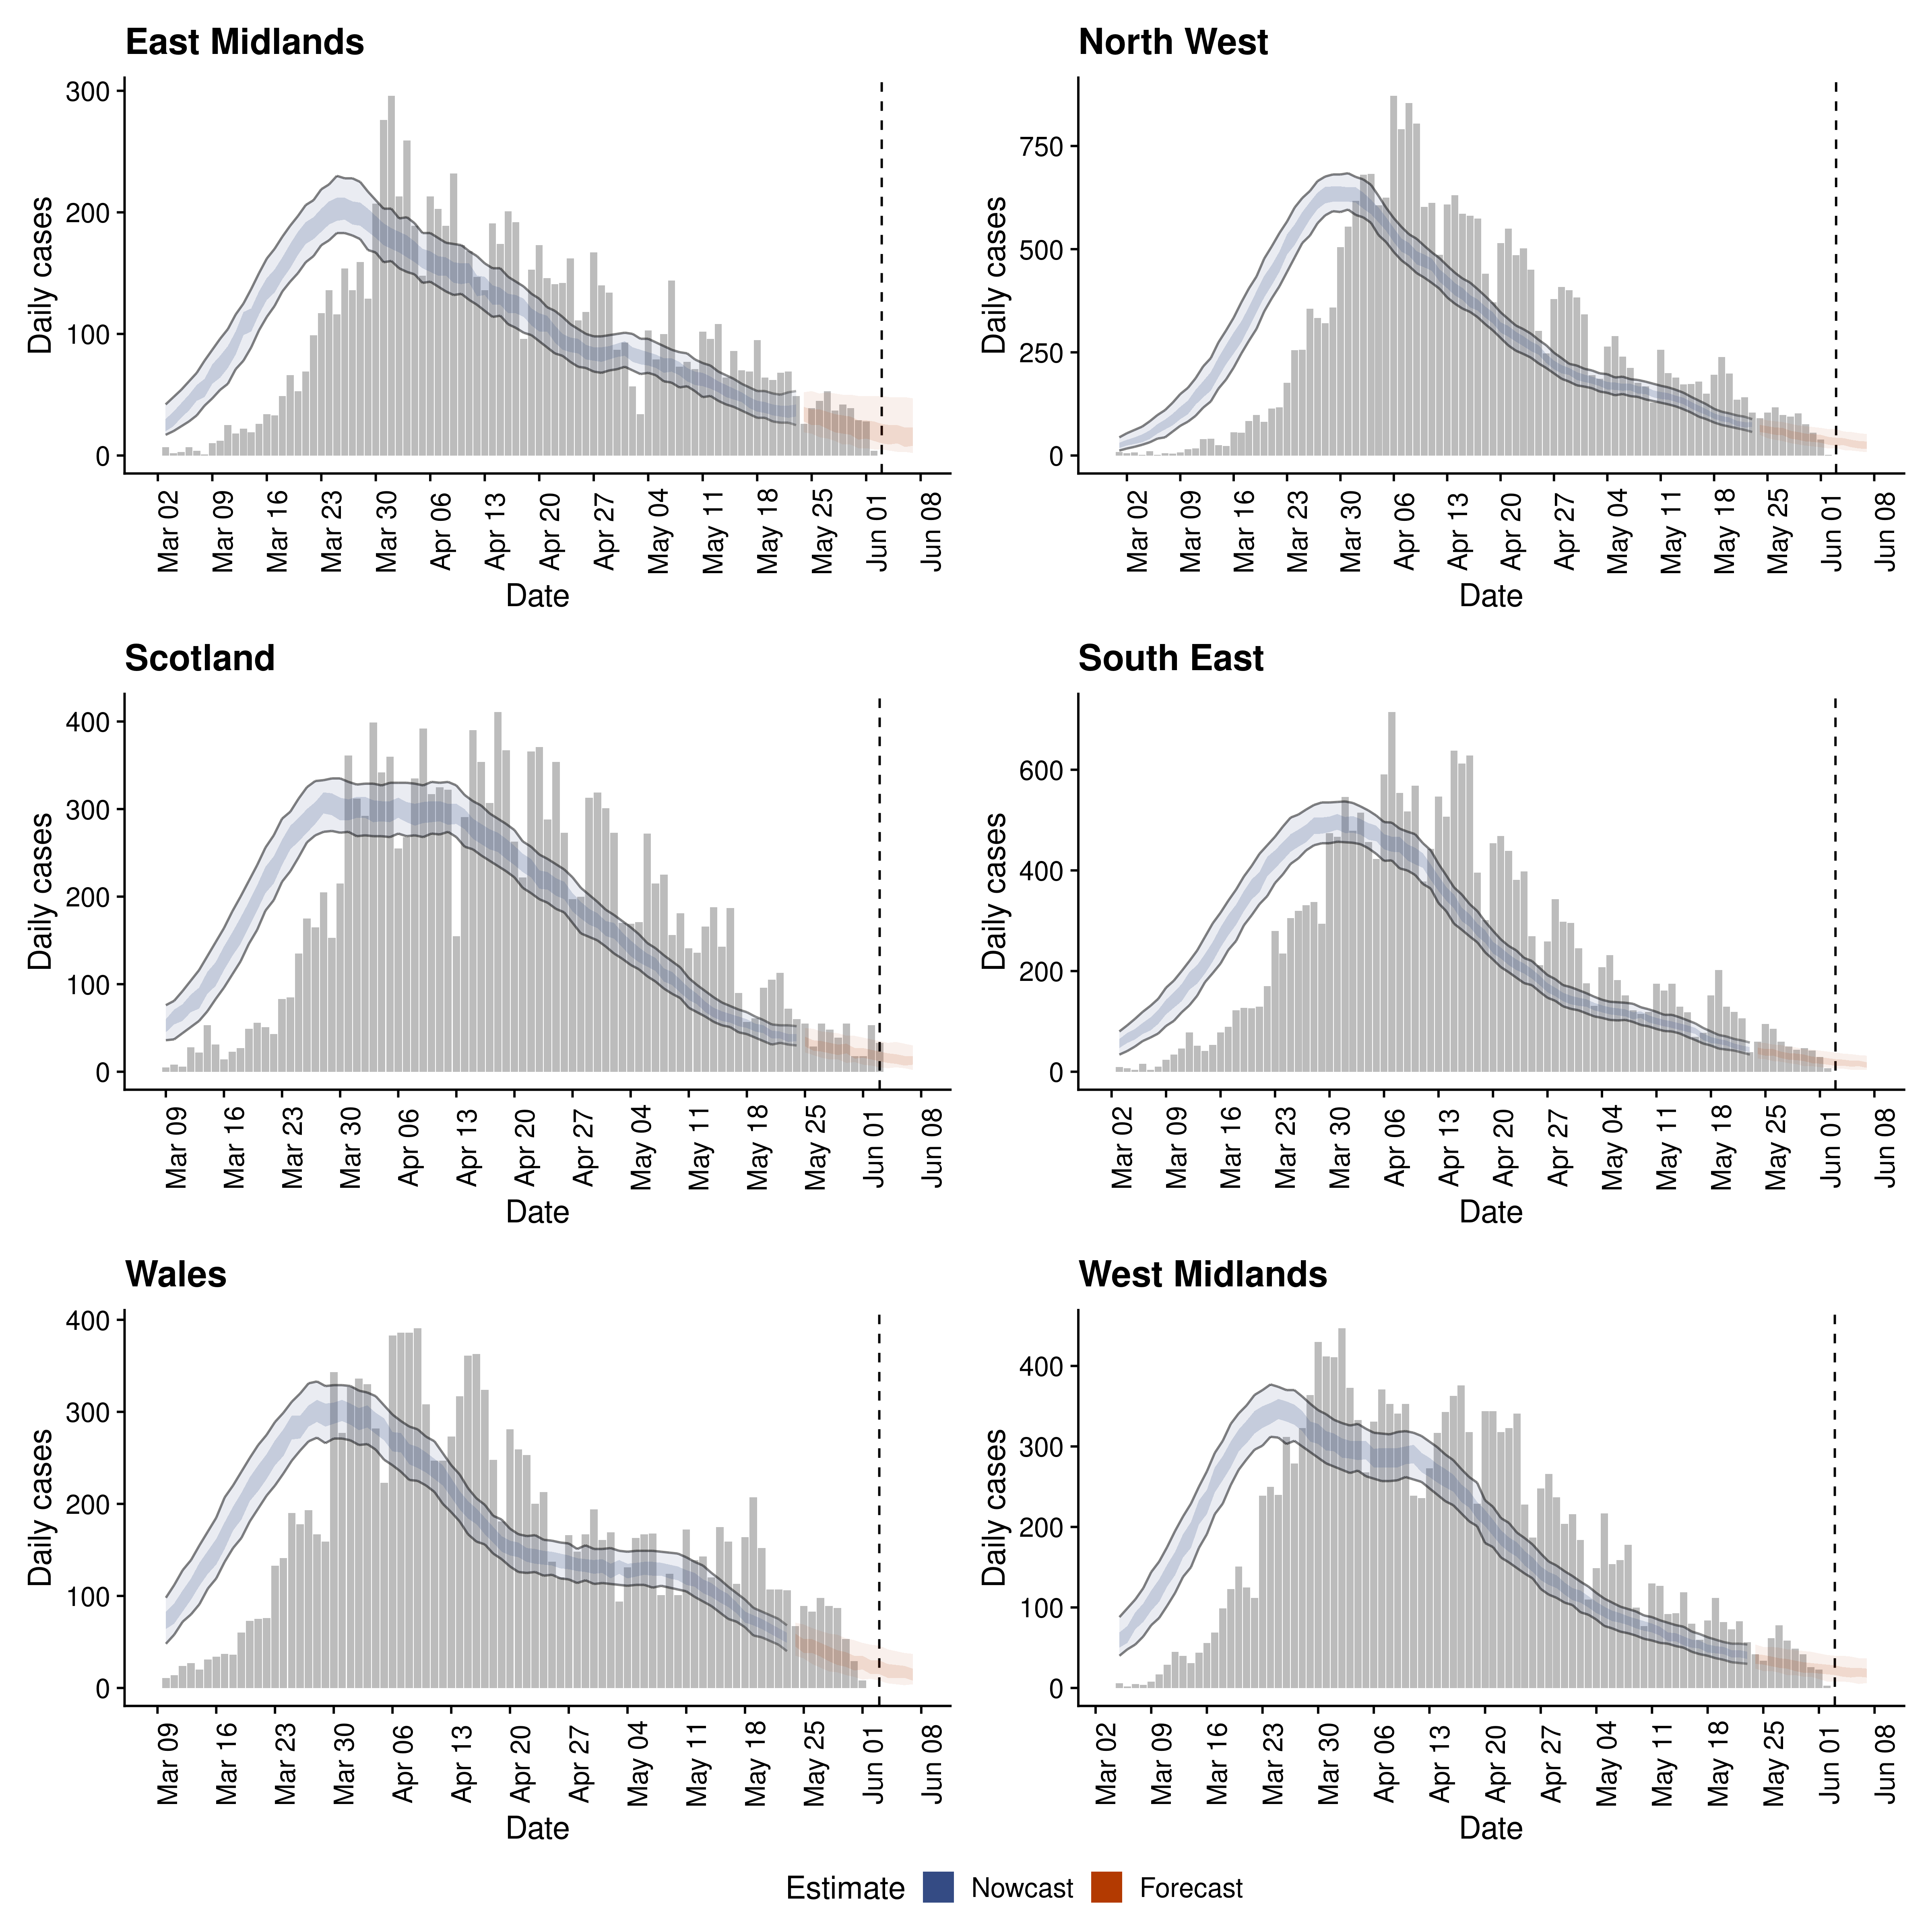 East Midlands
Daily cases
300
200
100
0
Mar 02
Mar 09
Mar 16
Mar 23
Mar 30
Apr 06
Apr 13
Apr 20
Apr 27
May 04
May 11
May 18
May 25
Jun 01
Jun 08
Date
North West
Daily cases
750
500
250
0
Mar 02
Mar 09
Mar 16
Mar 23
Mar 30
Apr 06
Apr 13
Apr 20
Apr 27
May 04
May 11
May 18
May 25
Jun 01
Jun 08
Date
Scotland
Daily cases
400
300
200
100
0
Mar 09
Mar 16
Mar 23
Mar 30
Apr 06
Apr 13
Apr 20
Apr 27
May 04
May 11
May 18
May 25
Jun 01
Jun 08
Date
South East
Daily cases
600
400
200
0
Mar 02
Mar 09
Mar 16
Mar 23
Mar 30
Apr 06
Apr 13
Apr 20
Apr 27
May 04
May 11
May 18
May 25
Jun 01
Jun 08
Date
Wales
Daily cases
400
300
200
100
0
Mar 09
Mar 16
Mar 23
Mar 30
Apr 06
Apr 13
Apr 20
Apr 27
May 04
May 11
May 18
May 25
Jun 01
Jun 08
Date
West Midlands
Daily cases
400
300
200
100
0
Mar 02
Mar 09
Mar 16
Mar 23
Mar 30
Apr 06
Apr 13
Apr 20
Apr 27
May 04
May 11
May 18
May 25
Jun 01
Jun 08
Date
Estimate Nowcast Forecast